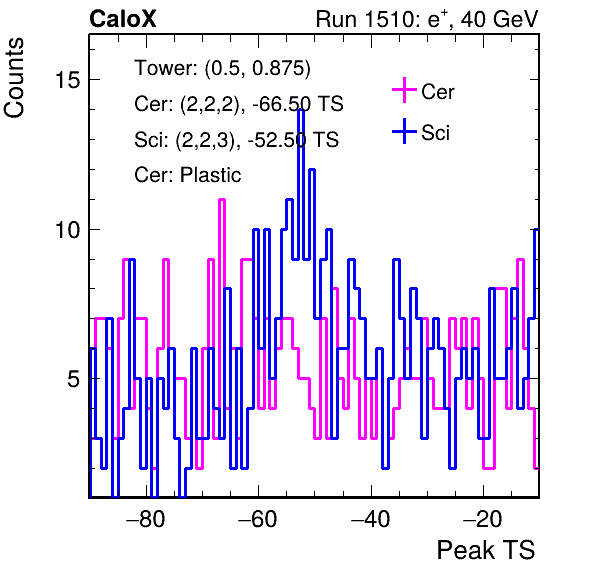 CaloX Run 1510: e⁺, 40 GeV
Counts
Tower: (0.5, 0.875)
Cer: (2,2,2), -66.50 TS
Sci: (2,2,3), -52.50 TS
Cer: Plastic
Cer
Sci
15
10
5
−80 −60 −40 −20
Peak TS